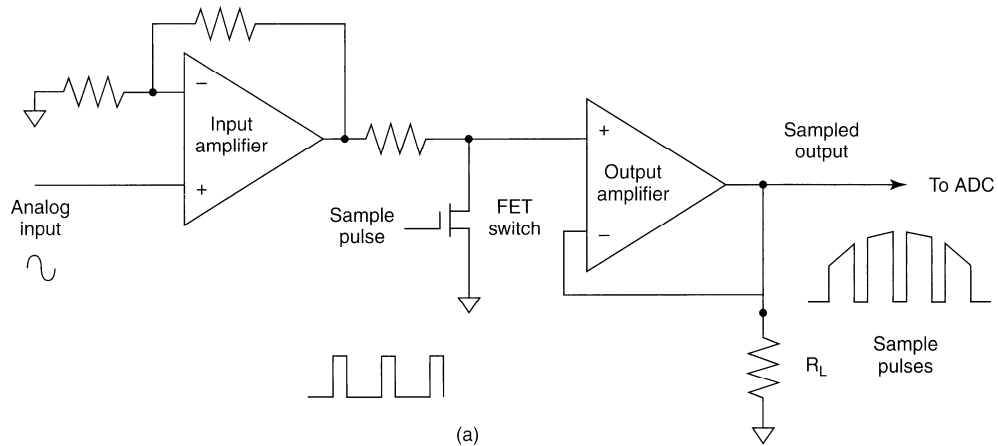 −
Input
amplifier
+
Analog
input
Sample
pulse
FET
switch
+
Output
amplifier
−
Sampled
output
To ADC
Sample
pulses
R_L
(a)